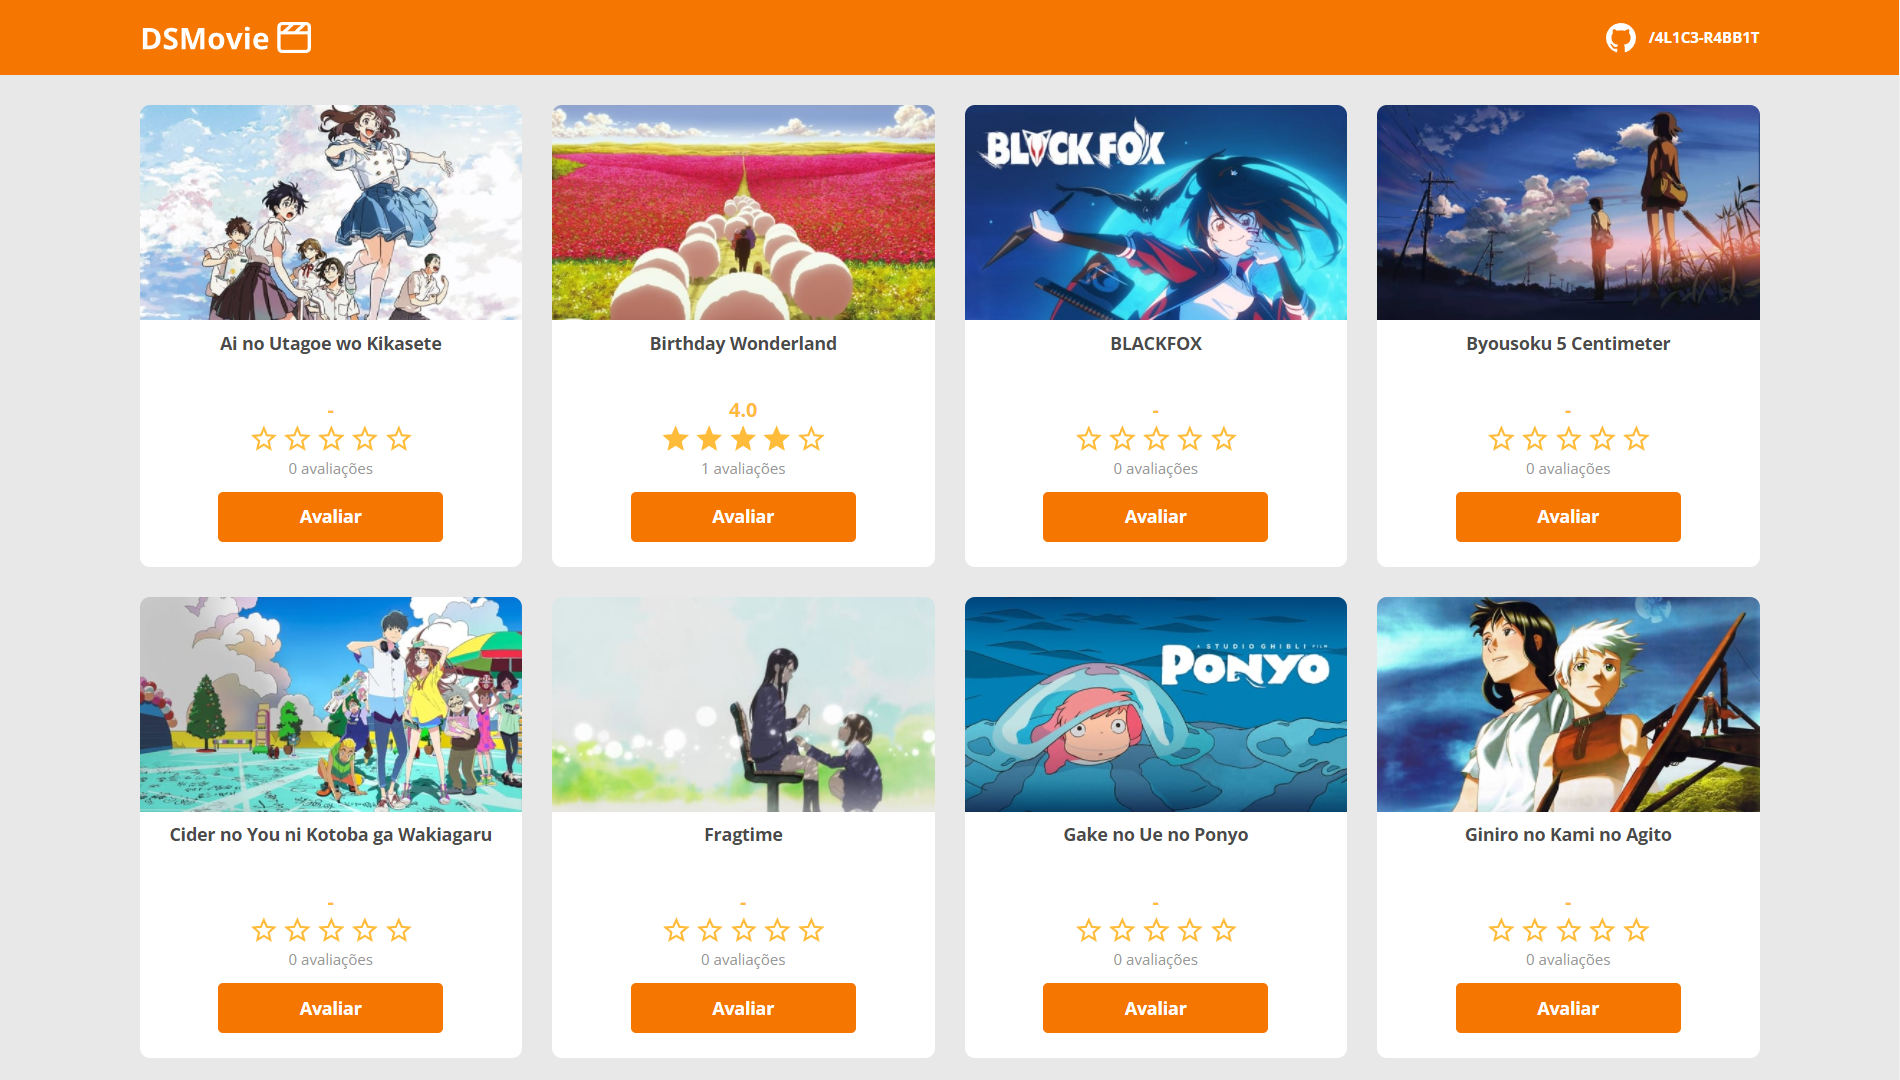 DSMovie
/4L1C3-R4BB1T
BLACK FOX
Ai no Utagoe wo Kikasete
Birthday Wonderland
BLACKFOX
Byousoku 5 Centimeter
-
4.0
-
-
0 avaliações
1 avaliações
0 avaliações
0 avaliações
Avaliar
Avaliar
Avaliar
Avaliar
A STUDIO GHIBLI FILM
PONYO
Cider no You ni Kotoba ga Wakiagaru
Fragtime
Gake no Ue no Ponyo
Giniro no Kami no Agito
-
-
-
-
0 avaliações
0 avaliações
0 avaliações
0 avaliações
Avaliar
Avaliar
Avaliar
Avaliar